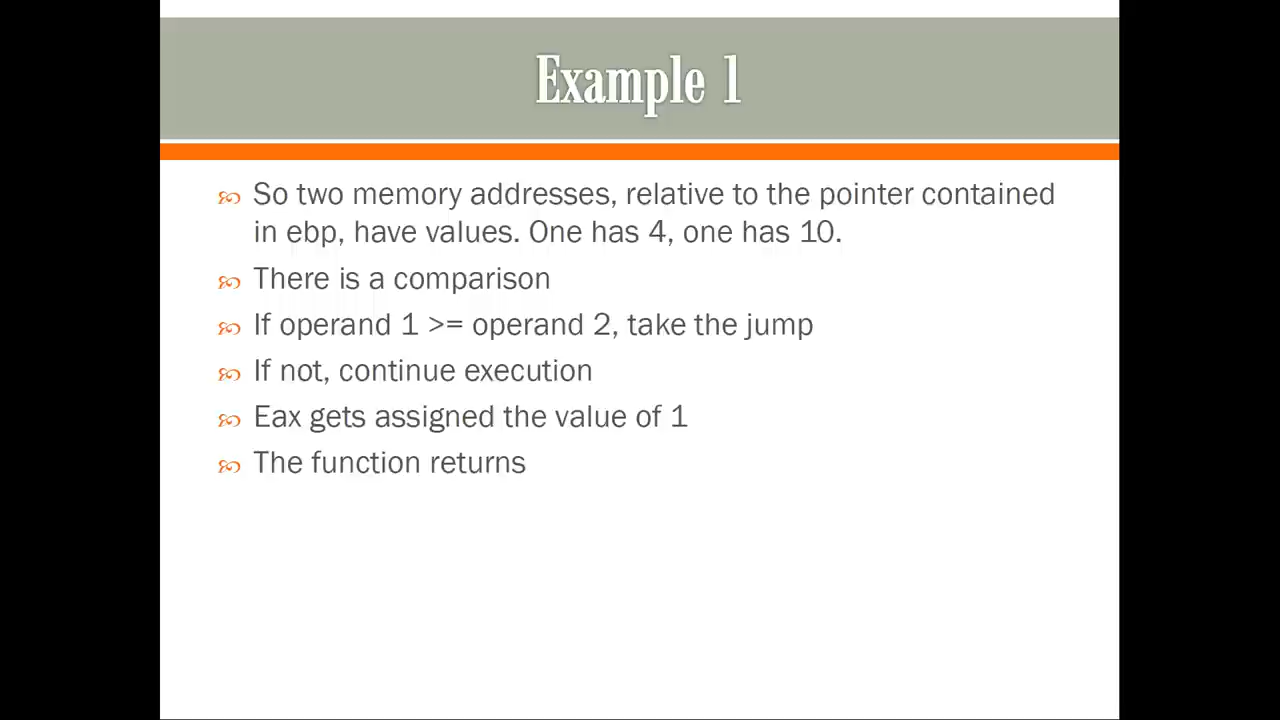 Example 1
So two memory addresses, relative to the pointer contained
in ebp, have values. One has 4, one has 10.
There is a comparison
If operand 1 >= operand 2, take the jump
If not, continue execution
Eax gets assigned the value of 1
The function returns